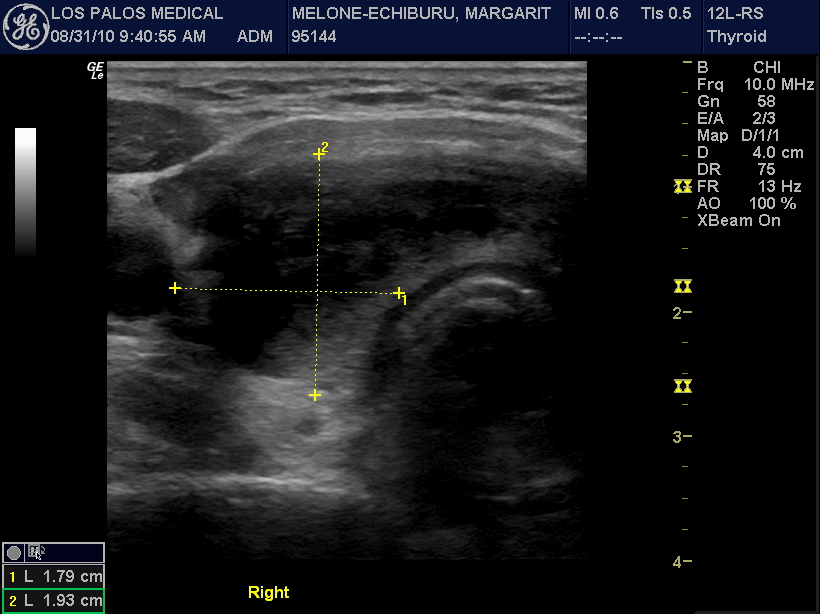 LOS PALOS MEDICAL
08/31/10 9:40:55 AM ADM
MELONE-ECHIBURU, MARGARIT
95144
MI 0.6 TIs 0.5
--:--:--
12L-RS
Thyroid
GE
Le
B CHI
Frq 10.0 MHz
Gn 58
E/A 2/3
Map D/1/1
D 4.0 cm
DR 75
FR 13 Hz
AO 100 %
XBeam On
2
1
2
3
4
1 L 1.79 cm
2 L 1.93 cm
Right